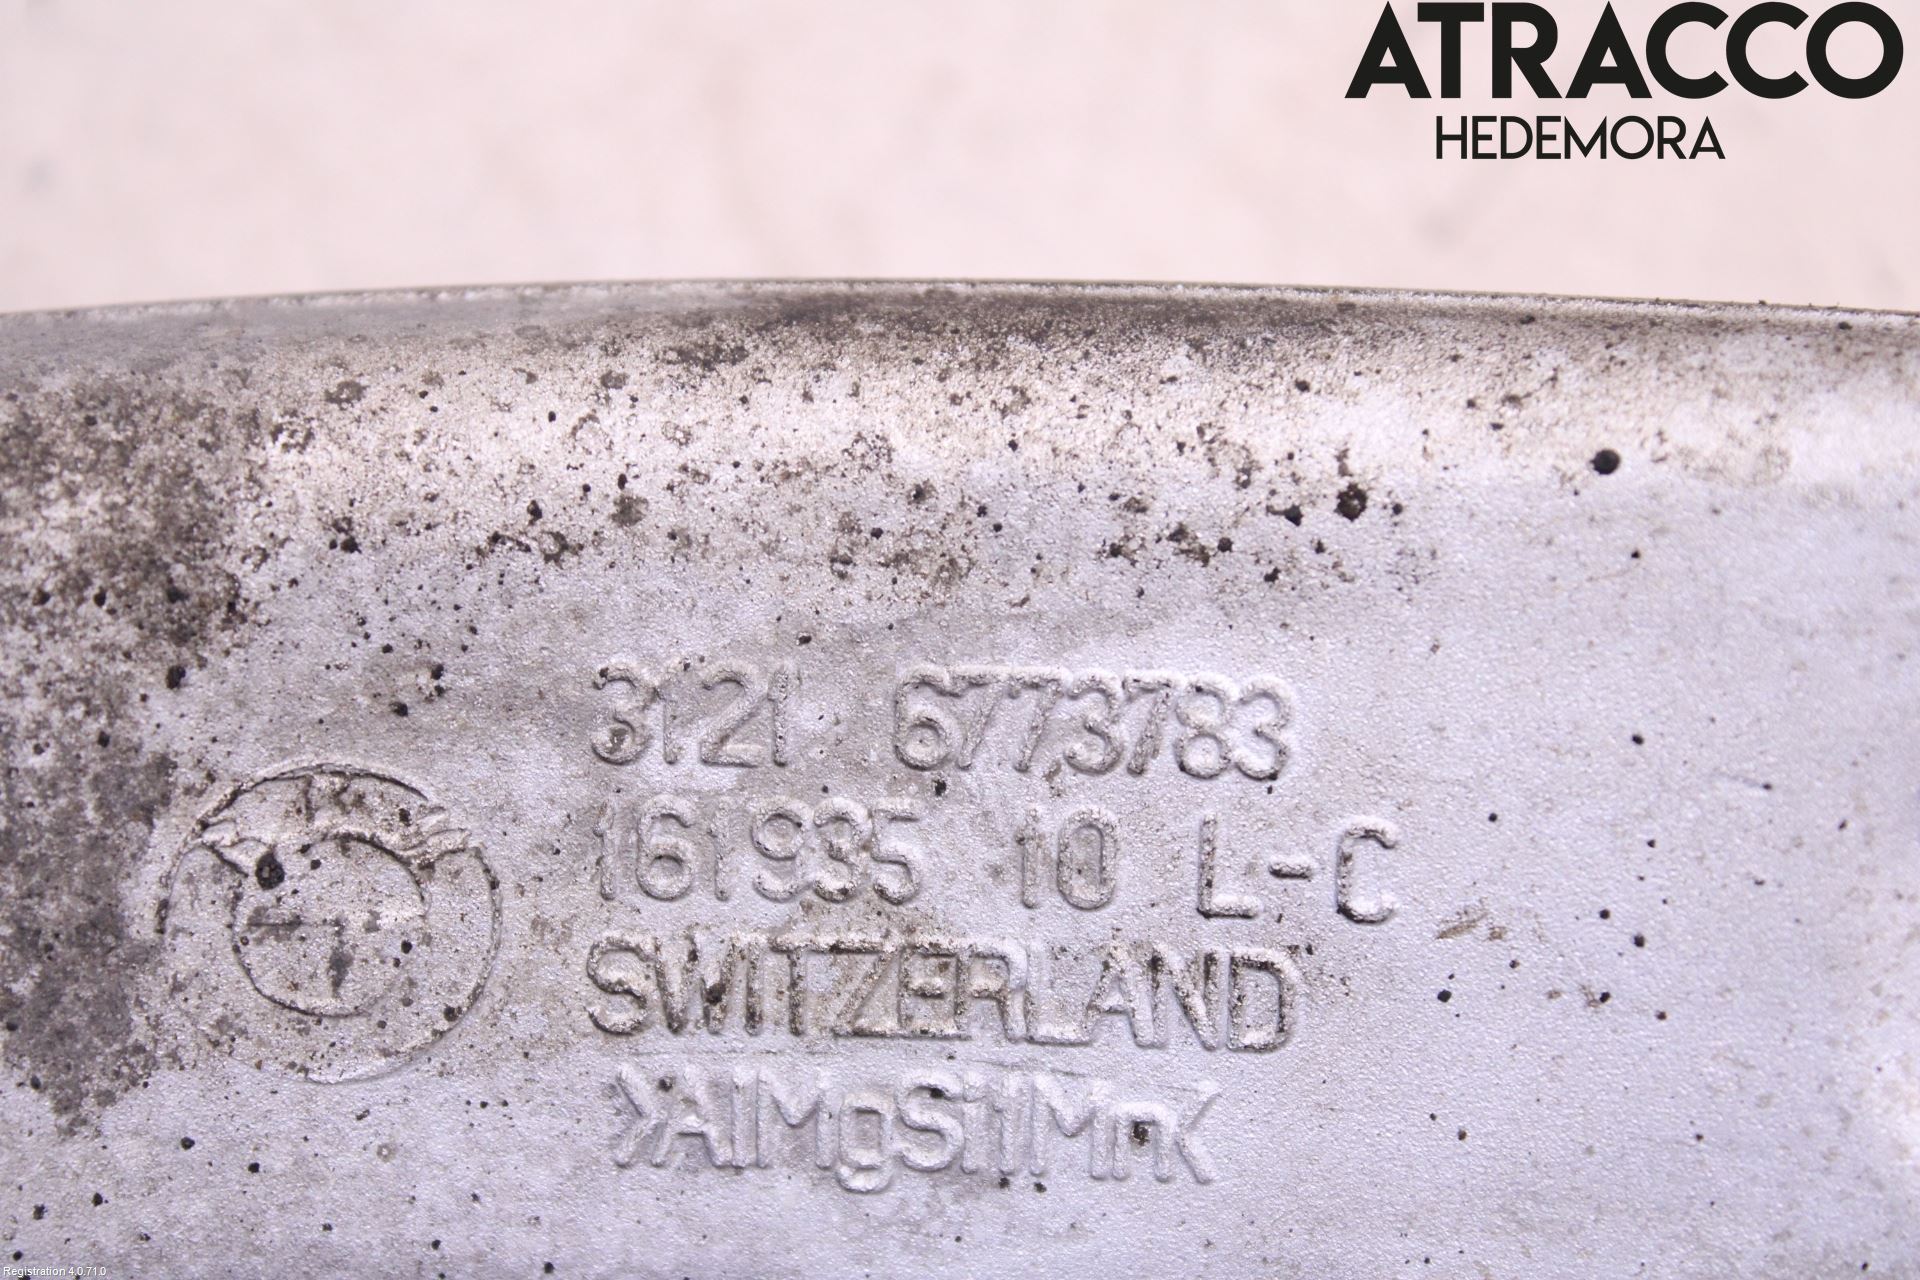 ATRACCO
HEDEMORA
3121 6773783
161935 10 L-C
SWITZERLAND
>AlMgSi1Mn<
Registration 4.0.71.0